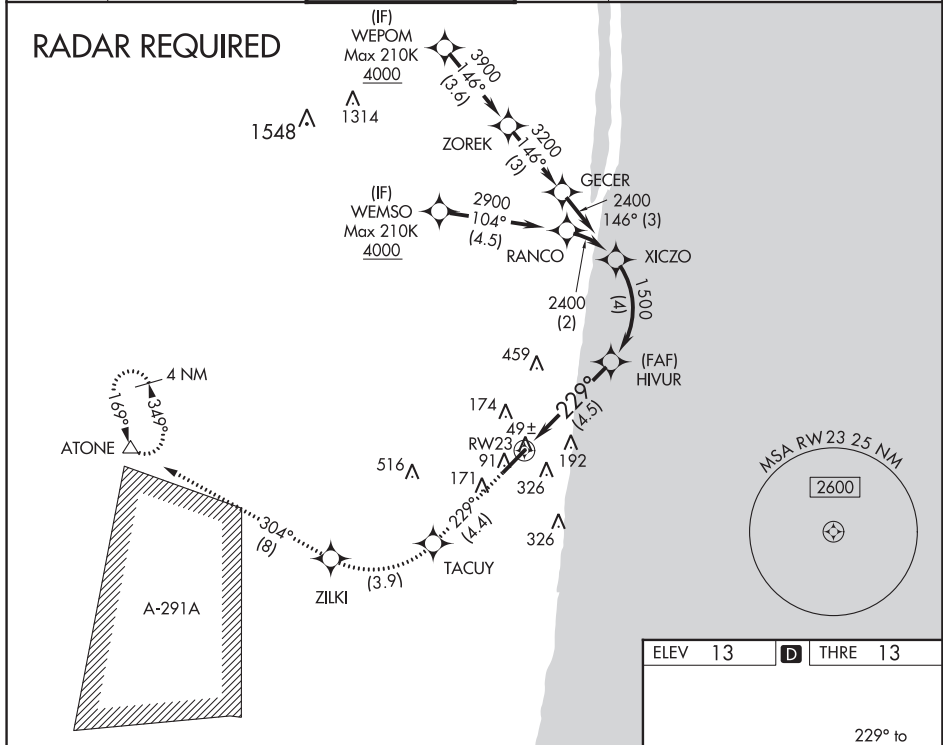 RADAR REQUIRED
(IF)
WEPOM
Max 210K
4000
3900
146°
(3.6)
1548
1314
ZOREK
3200
146°
(3)
GECER
2400
146° (3)
(IF)
WEMSO
Max 210K
4000
2900
104°
(4.5)
RANCO
XICZO
2400
(2)
1500
(4)
459
(FAF)
HIVUR
229°
(4.5)
4 NM
169°
349°
ATONE
174
49±
RW23
91
192
516
171
326
326
229°
(4.4)
MSA RW23 25 NM
2600
304°
(8)
TACUY
(3.9)
ZILKI
A-291A
ELEV 13 D THRE 13
229° to